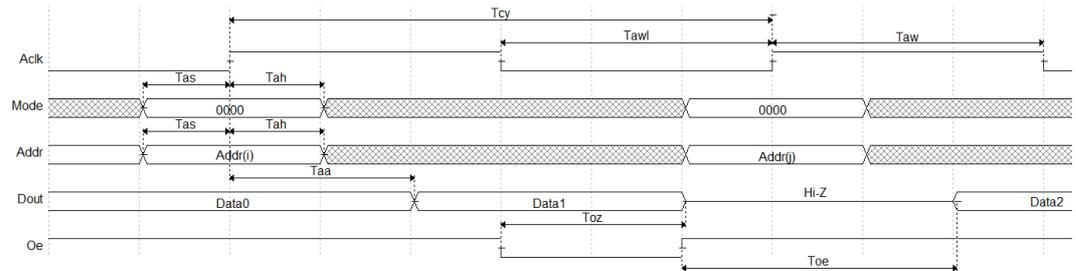 Tcy
Tawl Taw
Aclk
Tas Tah
Mode 0000 0000
Tas Tah
Addr Addr(i) Addr(j)
Taa
Dout Data0 Data1 Hi-Z Data2
Toz
Oe
Toe